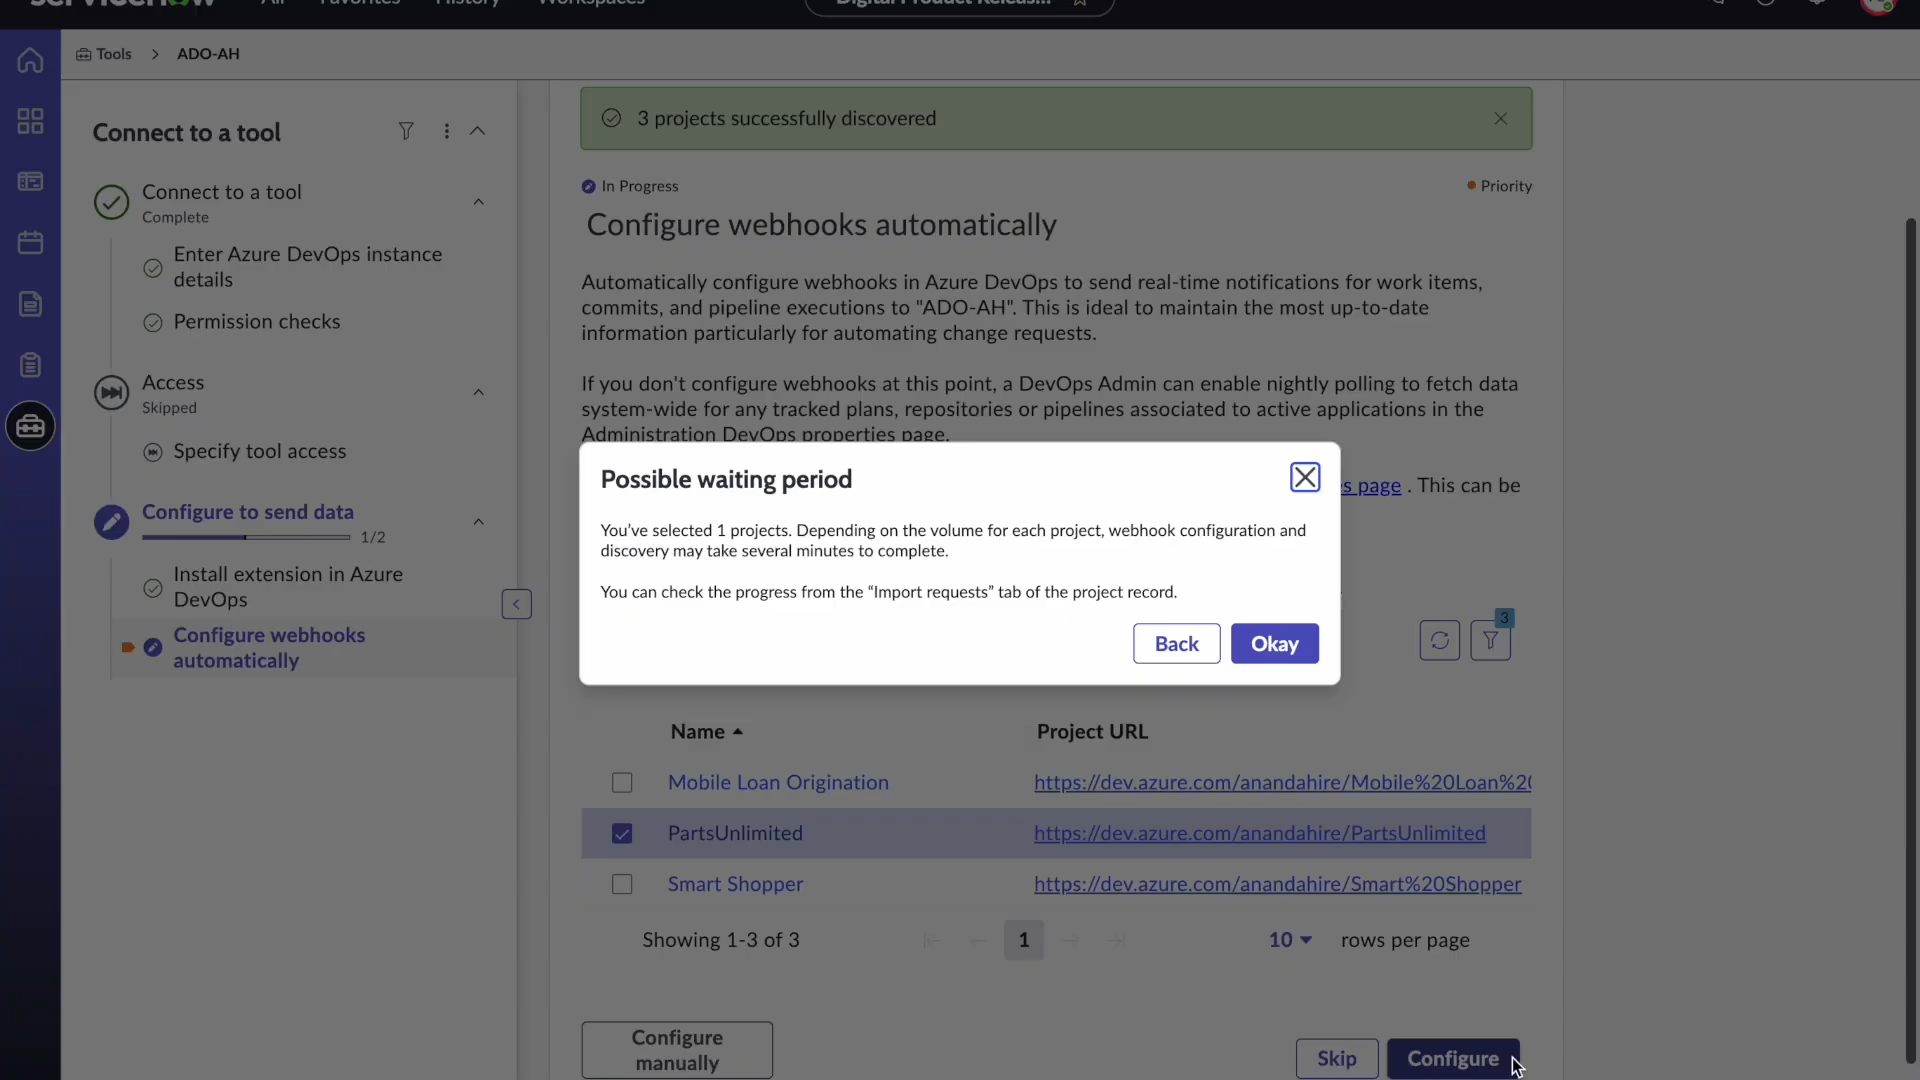 servicenow
All
Favorites
History
Workspaces
Digital Product Releas...
Tools > ADO-AH
Connect to a tool
Connect to a tool
Complete
Enter Azure DevOps instance
details
Permission checks
Access
Skipped
Specify tool access
Configure to send data
1/2
Install extension in Azure
DevOps
Configure webhooks
automatically
3 projects successfully discovered
In Progress
Priority
Configure webhooks automatically
Automatically configure webhooks in Azure DevOps to send real-time notifications for work items,
commits, and pipeline executions to "ADO-AH". This is ideal to maintain the most up-to-date
information particularly for automating change requests.
If you don't configure webhooks at this point, a DevOps Admin can enable nightly polling to fetch data
system-wide for any tracked plans, repositories or pipelines associated to active applications in the
Administration DevOps properties page.
s page . This can be
Possible waiting period
You've selected 1 projects. Depending on the volume for each project, webhook configuration and
discovery may take several minutes to complete.
You can check the progress from the “Import requests” tab of the project record.
Back
Okay
3
Name
Project URL
Mobile Loan Origination
https://dev.azure.com/anandahire/Mobile%20Loan%20
PartsUnlimited
https://dev.azure.com/anandahire/PartsUnlimited
Smart Shopper
https://dev.azure.com/anandahire/Smart%20Shopper
Showing 1-3 of 3
1
10
rows per page
Configure
manually
Skip
Configure